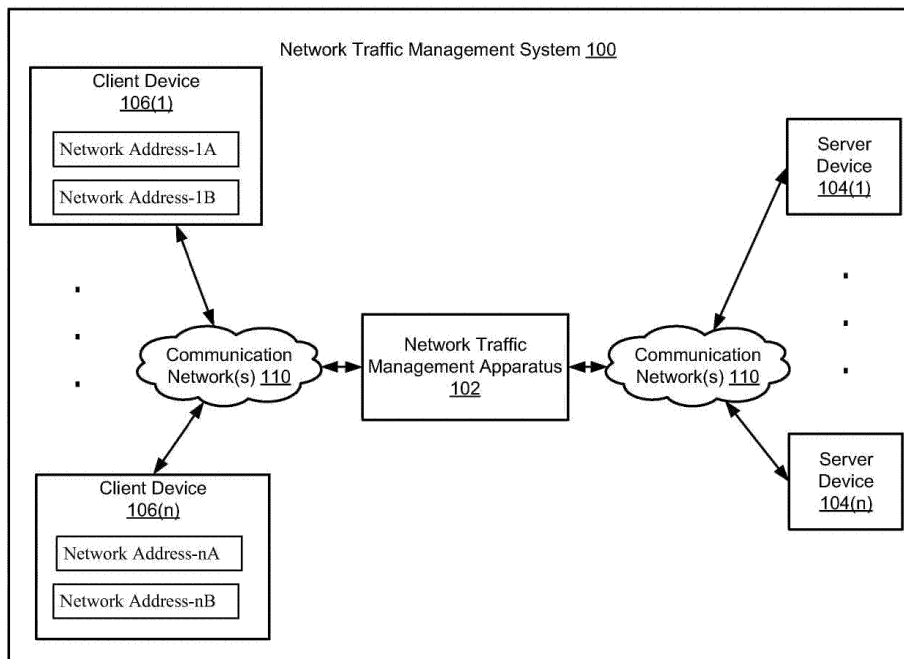 Network Traffic Management System 100
Client Device
106(1)
Network Address-1A
Network Address-1B
Server
Device
104(1)
Communication
Network(s) 110
Network Traffic
Management Apparatus
102
Communication
Network(s) 110
Client Device
106(n)
Network Address-nA
Network Address-nB
Server
Device
104(n)